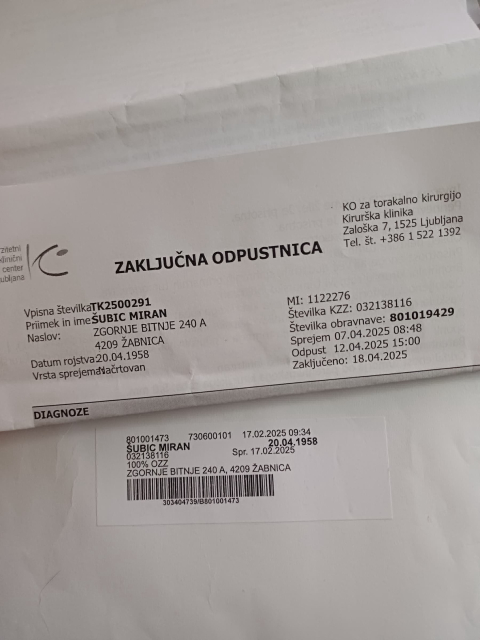 KO za torakalno kirurgijo
Kirurška klinika
Zaloška 7, 1525 Ljubljana
Tel. št. +386 1 522 1392
center
ZAKLJUČNA ODPUSTNICA
Vpisna številka TK2500291
Priimek in ime ŠUBIC MIRAN
Naslov: ZGORNJE BITNJE 240 A
4209 ŽABNICA
Datum rojstva 20.04.1958
Vrsta sprejema Načrtovan
MI: 1122276
Številka KZZ: 032138116
Številka obravnave: 801019429
Sprejem 07.04.2025 08:48
Odpust 12.04.2025 15:00
Zaključeno: 18.04.2025
DIAGNOZE
801001473 730600101 17.02.2025 09:34
ŠUBIC MIRAN 20.04.1958
032138116 Spr. 17.02.2025
100% OZZ
ZGORNJE BITNJE 240 A, 4209 ŽABNICA
303404739/B801001473